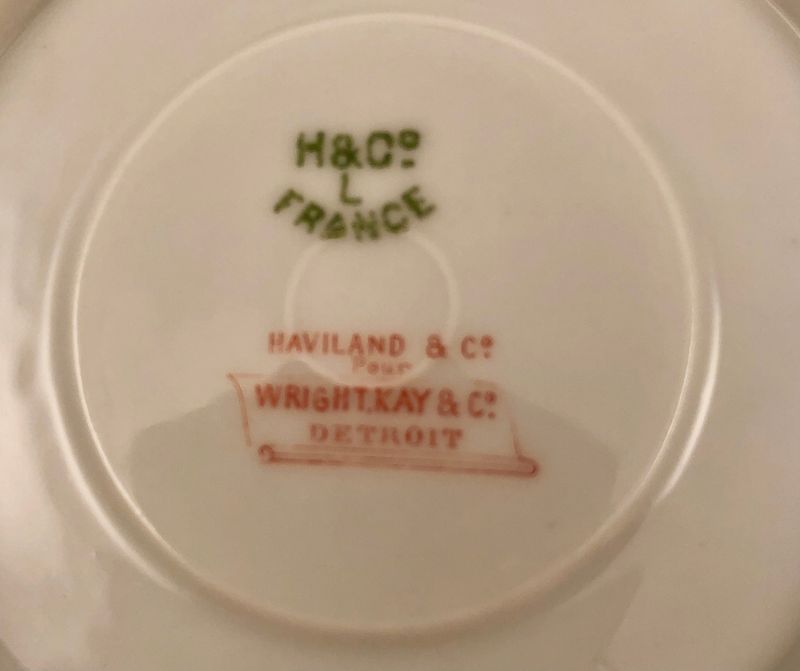 H&Cº
L
FRANCE
HAVILAND & Cº
Pour
WRIGHT,KAY & Cº
DETROIT